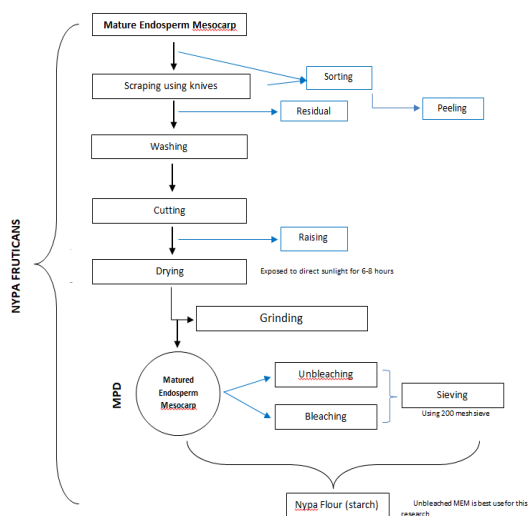 Mature Endosperm Mesocarp
Sorting
Scraping using knives
Peeling
Residual
Washing
Cutting
Raising
Drying
Exposed to direct sunlight for 6-8 hours
Grinding
NYPA FRUTICANS
MPD
Matured
Endosperm
Mesocarp
Unbleaching
Bleaching
Sieving
Using 200 mesh sieve
Nypa Flour (starch)
Unbleached MEM is best use for this
research